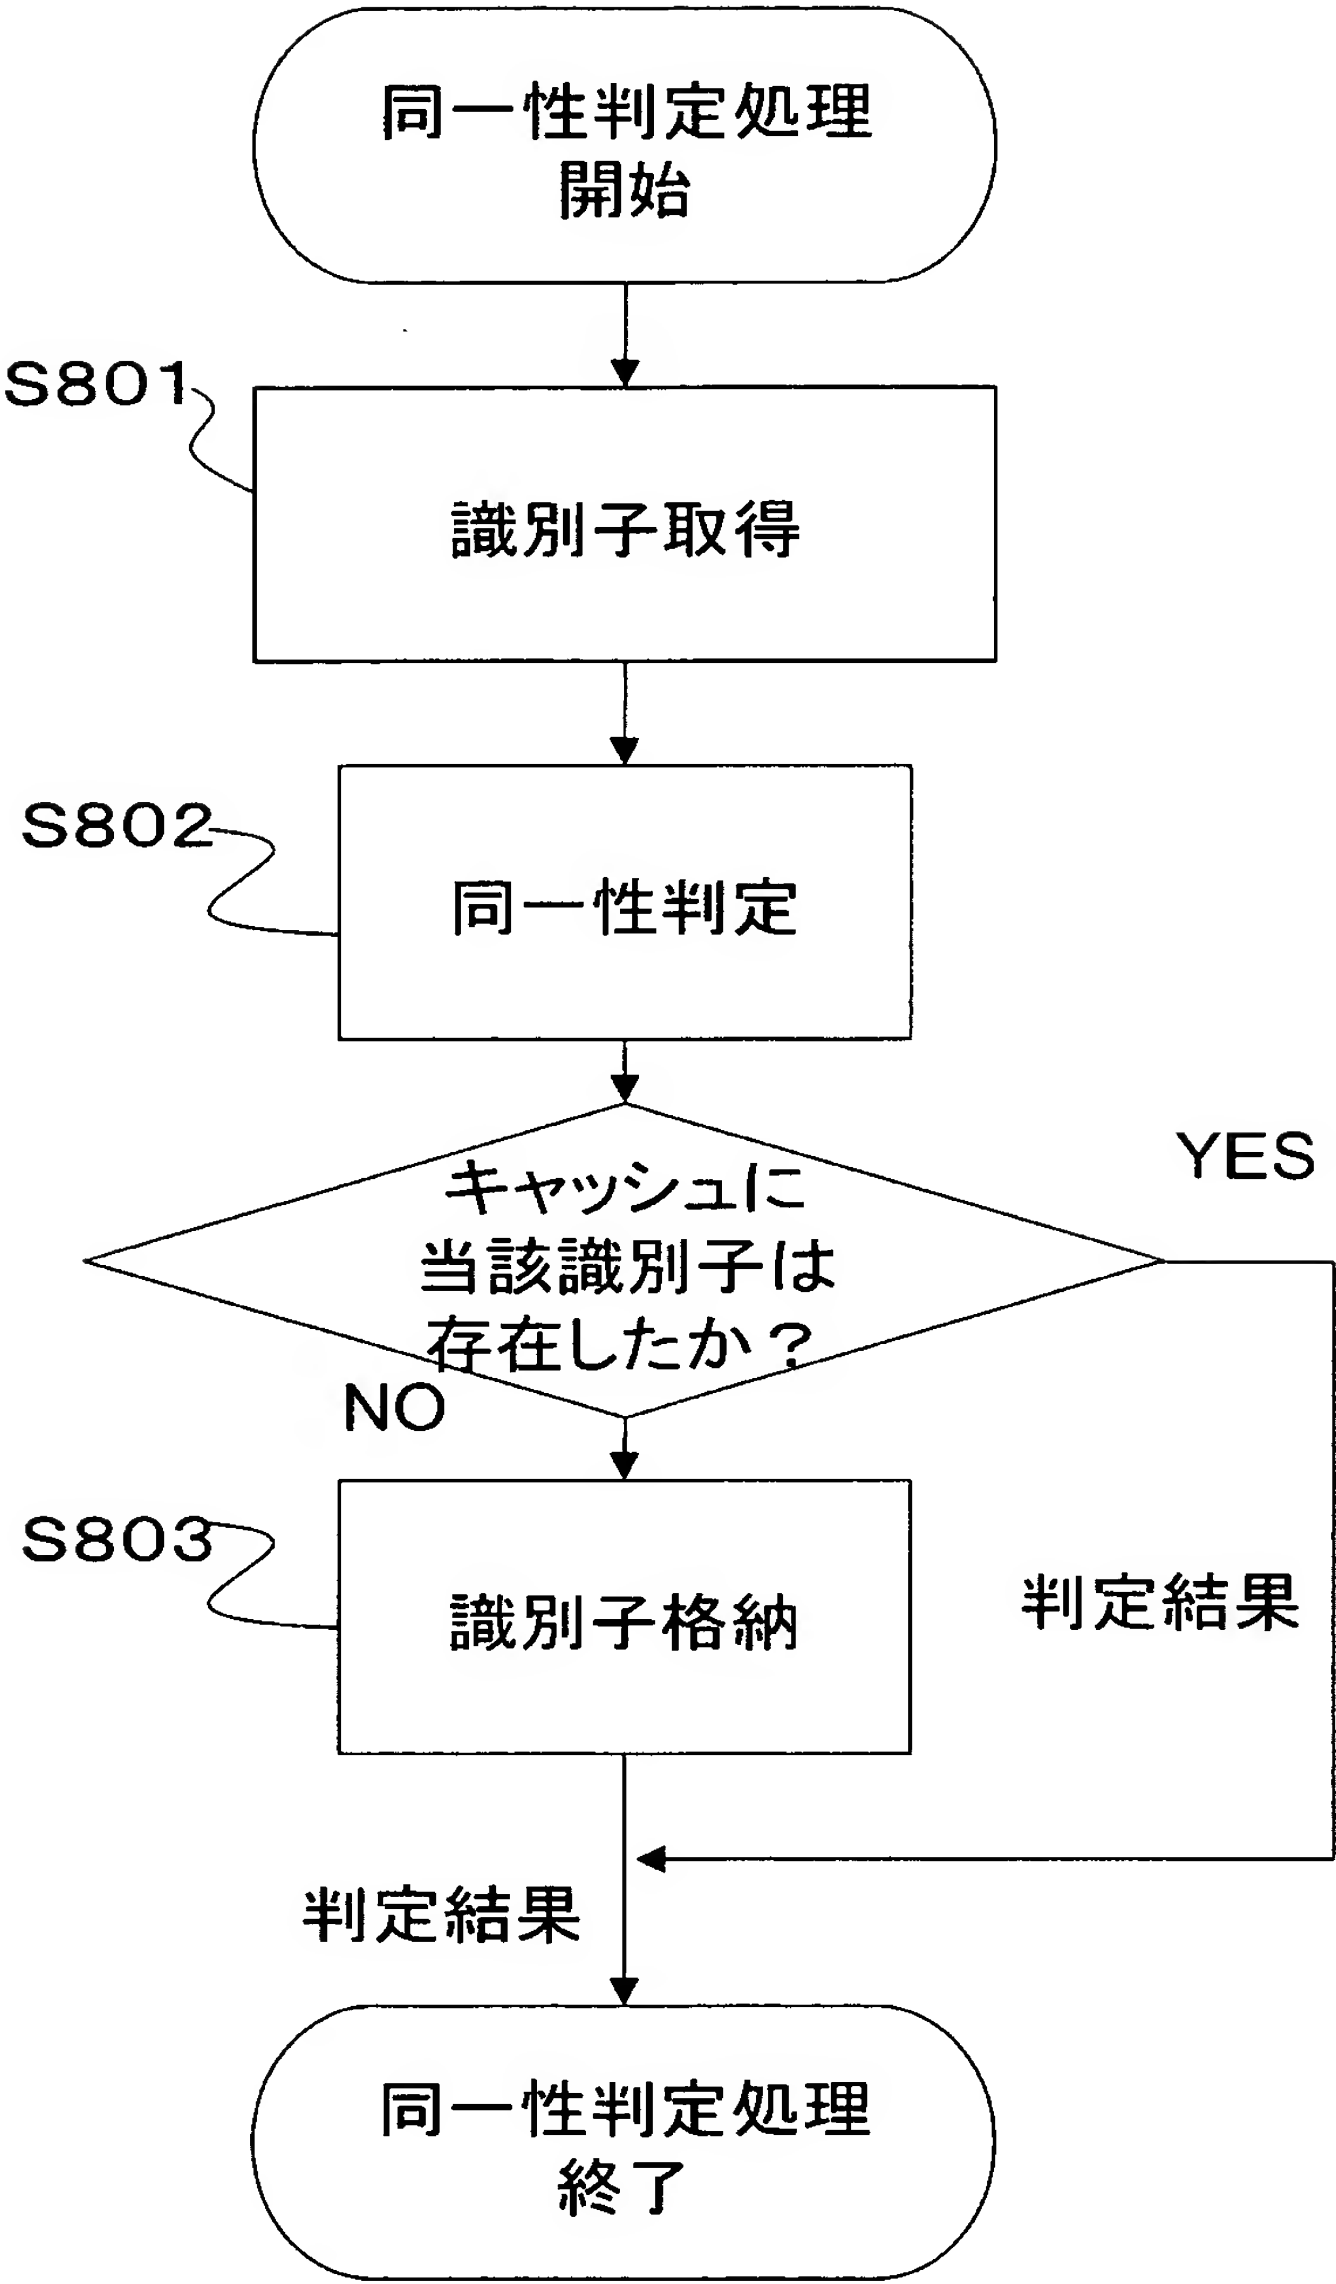 同一性判定処理
開始
S801
識別子取得
S802
同一性判定
キャッシュに
当該識別子は
存在したか？
YES
NO
S803
識別子格納
判定結果
判定結果
同一性判定処理
終了